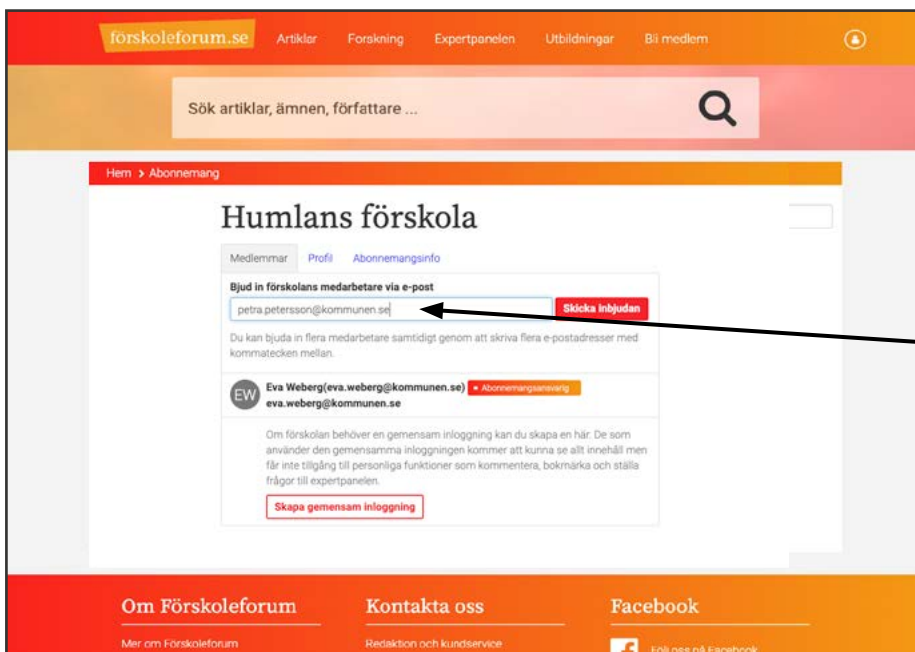 förskoleforum.se Artiklar Forskning Expertpanelen Utbildningar Bli medlem
Sök artiklar, ämnen, författare ...
Hem > Abonnemang
Humlans förskola
Medlemmar Profil Abonnemangsinfo
Bjud in förskolans medarbetare via e-post
petra.petersson@kommunen.se Skicka inbjudan
Du kan bjuda in flera medarbetare samtidigt genom att skriva flera e-postadresser med
kommatecken mellan.
EW Eva Weberg(eva.weberg@kommunen.se) Abonnemangsansvarig
eva.weberg@kommunen.se
Om förskolan behöver en gemensam inloggning kan du skapa en här. De som
använder den gemensamma inloggningen kommer att kunna se allt innehåll men
får inte tillgång till personliga funktioner som kommentera, bokmärka och ställa
frågor till expertpanelen.
Skapa gemensam inloggning
Om Förskoleforum Kontakta oss Facebook
Mer om Förskoleforum Redaktion och kundservice Följ oss på Facebook